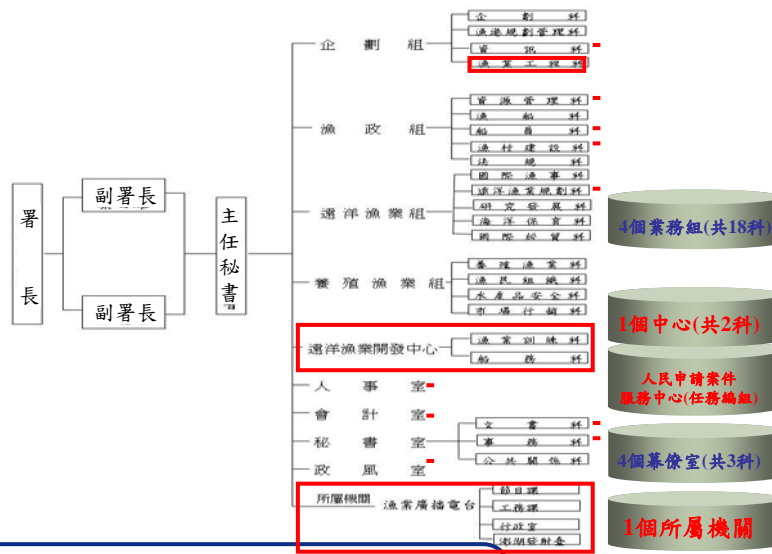 署長
副署長
副署長
主任秘書
企劃組
企劃科
漁港規劃管理科
資訊科
漁業工程科
漁政組
資源管理科
漁船科
船員科
漁村建設科
法規科
遠洋漁業組
國際漁事科
遠洋漁業規劃科
研究發展科
海洋保育科
國際經貿科
養殖漁業組
養殖漁業科
漁民組織科
水產品安全科
市場行銷科
遠洋漁業開發中心
漁業訓練科
船務科
人事室
會計室
秘書室
文書科
事務科
公共關係科
政風室
所屬機關
漁業廣播電台
節目課
工務課
行政室
澎湖發射臺
4個業務組(共18科)
1個中心(共2科)
人民申請案件
服務中心(任務編組)
4個幕僚室(共3科)
1個所屬機關